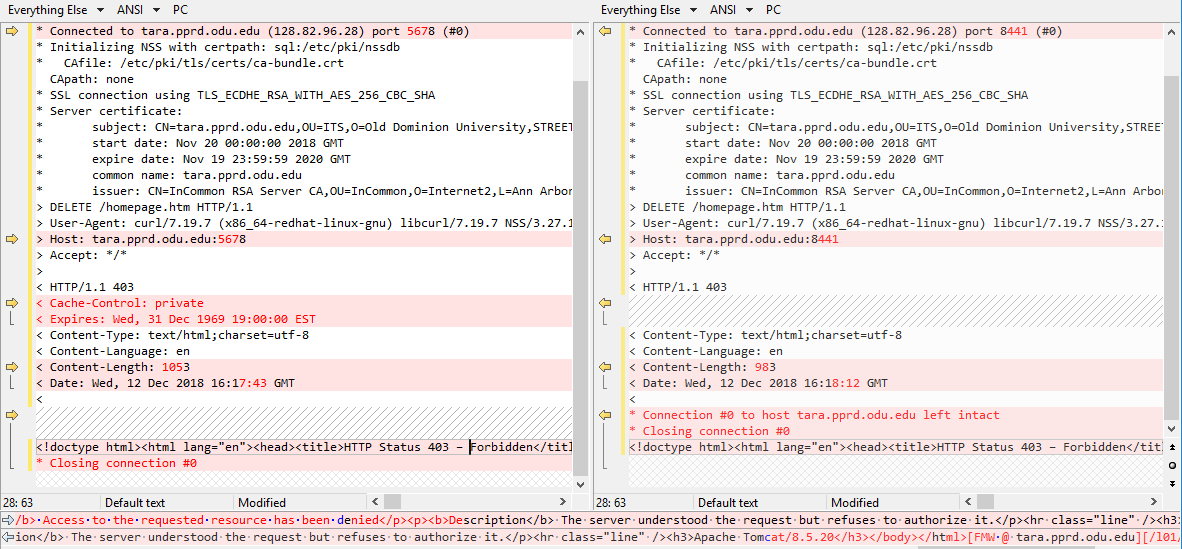 Everything Else ANSI PC
* Connected to tara.pprd.odu.edu (128.82.96.28) port 5678 (#0)
* Initializing NSS with certpath: sql:/etc/pki/nssdb
* CAfile: /etc/pki/tls/certs/ca-bundle.crt
CApath: none
* SSL connection using TLS_ECDHE_RSA_WITH_AES_256_CBC_SHA
* Server certificate:
* subject: CN=tara.pprd.odu.edu,OU=ITS,O=Old Dominion University,STREET
* start date: Nov 20 00:00:00 2018 GMT
* expire date: Nov 19 23:59:59 2020 GMT
* common name: tara.pprd.odu.edu
* issuer: CN=InCommon RSA Server CA,OU=InCommon,O=Internet2,L=Ann Arbor
> DELETE /homepage.htm HTTP/1.1
> User-Agent: curl/7.19.7 (x86_64-redhat-linux-gnu) libcurl/7.19.7 NSS/3.27.1
> Host: tara.pprd.odu.edu:5678
> Accept: */*
>
< HTTP/1.1 403
< Cache-Control: private
< Expires: Wed, 31 Dec 1969 19:00:00 EST
< Content-Type: text/html;charset=utf-8
< Content-Language: en
< Content-Length: 1053
< Date: Wed, 12 Dec 2018 16:17:43 GMT
<
<!doctype html><html lang="en"><head><title>HTTP Status 403 – Forbidden</titl
* Closing connection #0
28: 63 Default text Modified
Everything Else ANSI PC
* Connected to tara.pprd.odu.edu (128.82.96.28) port 8441 (#0)
* Initializing NSS with certpath: sql:/etc/pki/nssdb
* CAfile: /etc/pki/tls/certs/ca-bundle.crt
CApath: none
* SSL connection using TLS_ECDHE_RSA_WITH_AES_256_CBC_SHA
* Server certificate:
* subject: CN=tara.pprd.odu.edu,OU=ITS,O=Old Dominion University,STREET
* start date: Nov 20 00:00:00 2018 GMT
* expire date: Nov 19 23:59:59 2020 GMT
* common name: tara.pprd.odu.edu
* issuer: CN=InCommon RSA Server CA,OU=InCommon,O=Internet2,L=Ann Arbor
> DELETE /homepage.htm HTTP/1.1
> User-Agent: curl/7.19.7 (x86_64-redhat-linux-gnu) libcurl/7.19.7 NSS/3.27.1
> Host: tara.pprd.odu.edu:8441
> Accept: */*
>
< HTTP/1.1 403
< Content-Type: text/html;charset=utf-8
< Content-Language: en
< Content-Length: 983
< Date: Wed, 12 Dec 2018 16:18:12 GMT
<
* Connection #0 to host tara.pprd.odu.edu left intact
* Closing connection #0
<!doctype html><html lang="en"><head><title>HTTP Status 403 – Forbidden</tit
28: 63 Default text Modified
/b>·Access·to·the·requested·resource·has·been·denied</p><p><b>Description</b>·The·server·understood·the·request·but·refuses·to·authorize·it.</p><hr·class="line"·/><h3>
ion</b>·The·server·understood·the·request·but·refuses·to·authorize·it.</p><hr·class="line"·/><h3>Apache·Tomcat/8.5.20</h3></body></html>[FMW·@·tara.pprd.odu.edu][/l01/